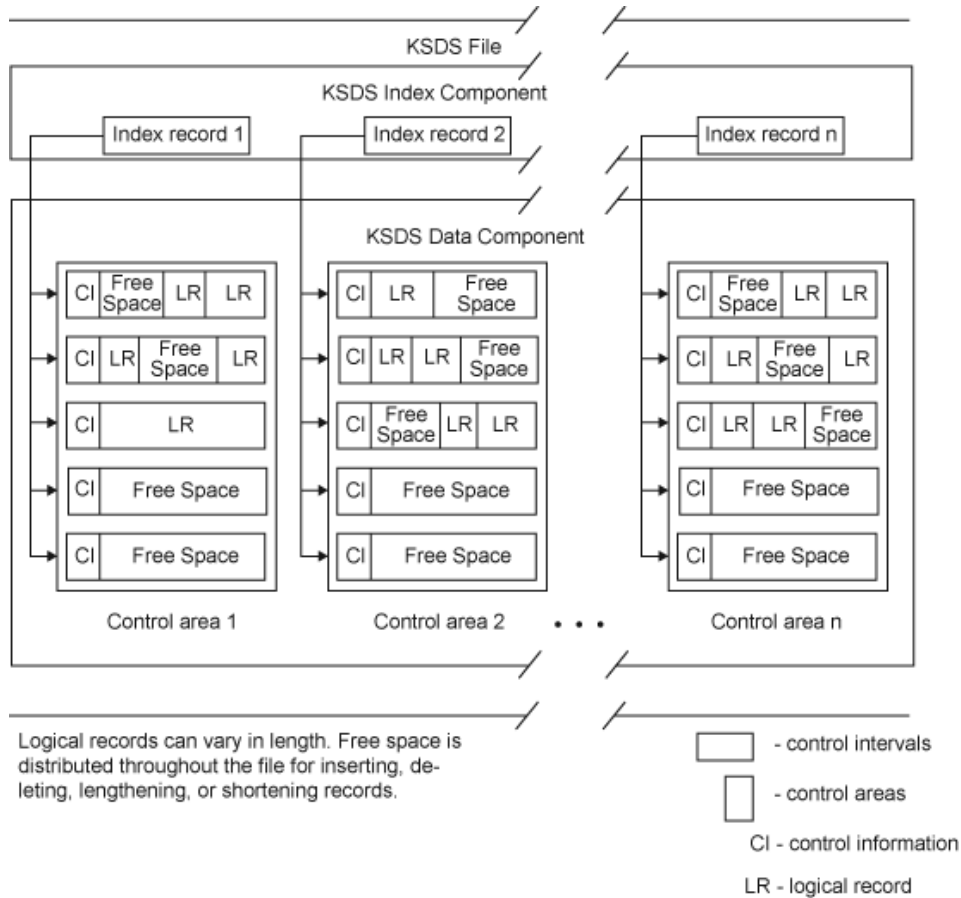 KSDS File
KSDS Index Component
Index record 1
Index record 2
Index record n
KSDS Data Component
CI Free Space LR LR
CI LR Free Space LR
CI LR
CI Free Space
CI Free Space
Control area 1
CI LR Free Space
CI LR LR Free Space
CI Free Space LR LR
CI Free Space
CI Free Space
Control area 2
• • •
CI Free Space LR LR
CI LR Free Space LR
CI LR LR Free Space
CI Free Space
CI Free Space
Control area n
Logical records can vary in length. Free space is
distributed throughout the file for inserting, de-
leting, lengthening, or shortening records.
- control intervals
- control areas
CI - control information
LR - logical record